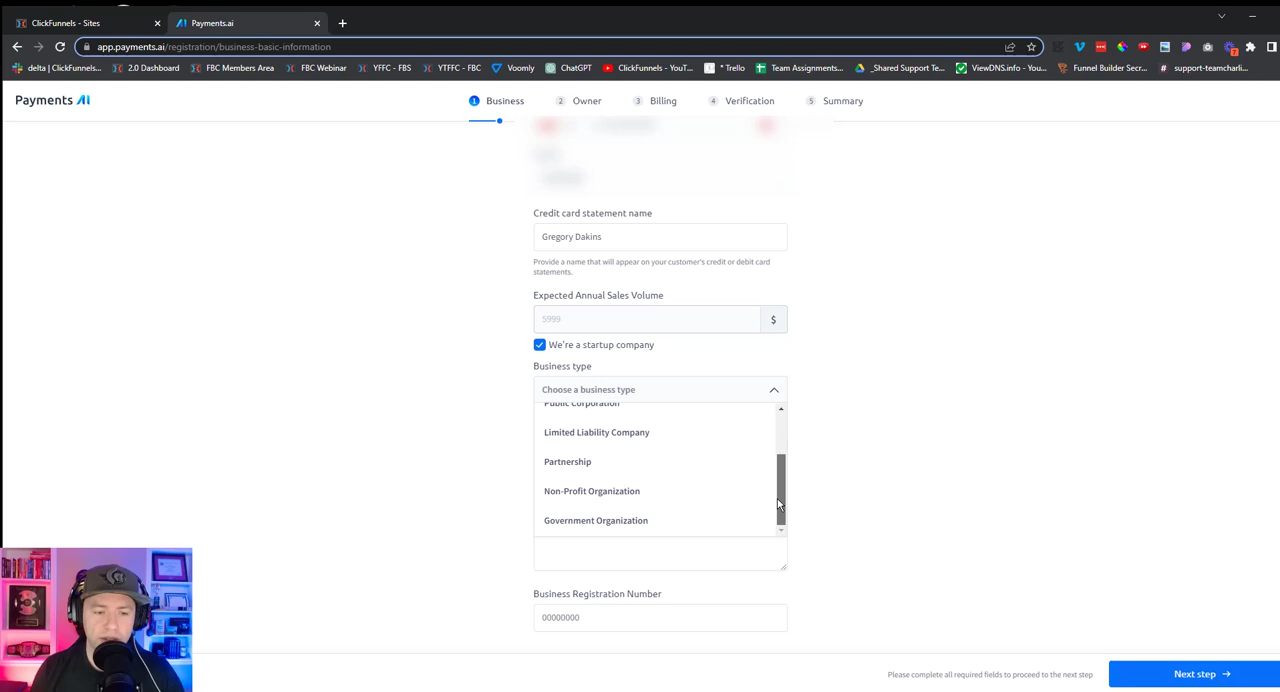 ClickFunnels - Sites
Payments.ai
app.payments.ai/registration/business-basic-information
delta | ClickFunnels...
2.0 Dashboard
FBC Members Area
FBC Webinar
YFFC - FBS
YTFFC - FBC
Voomly
ChatGPT
ClickFunnels - YouT...
* Trello
Team Assignments...
_Shared Support Te...
ViewDNS.info - You...
Funnel Builder Secr...
# support-teamcharli...
Payments AI
1 Business
2 Owner
3 Billing
4 Verification
5 Summary
Credit card statement name
Gregory Dakins
Provide a name that will appear on your customer's credit or debit card
statements.
Expected Annual Sales Volume
5999
$
We're a startup company
Business type
Choose a business type
Public Corporation
Limited Liability Company
Partnership
Non-Profit Organization
Government Organization
Business Registration Number
00000000
Please complete all required fields to proceed to the next step
Next step →